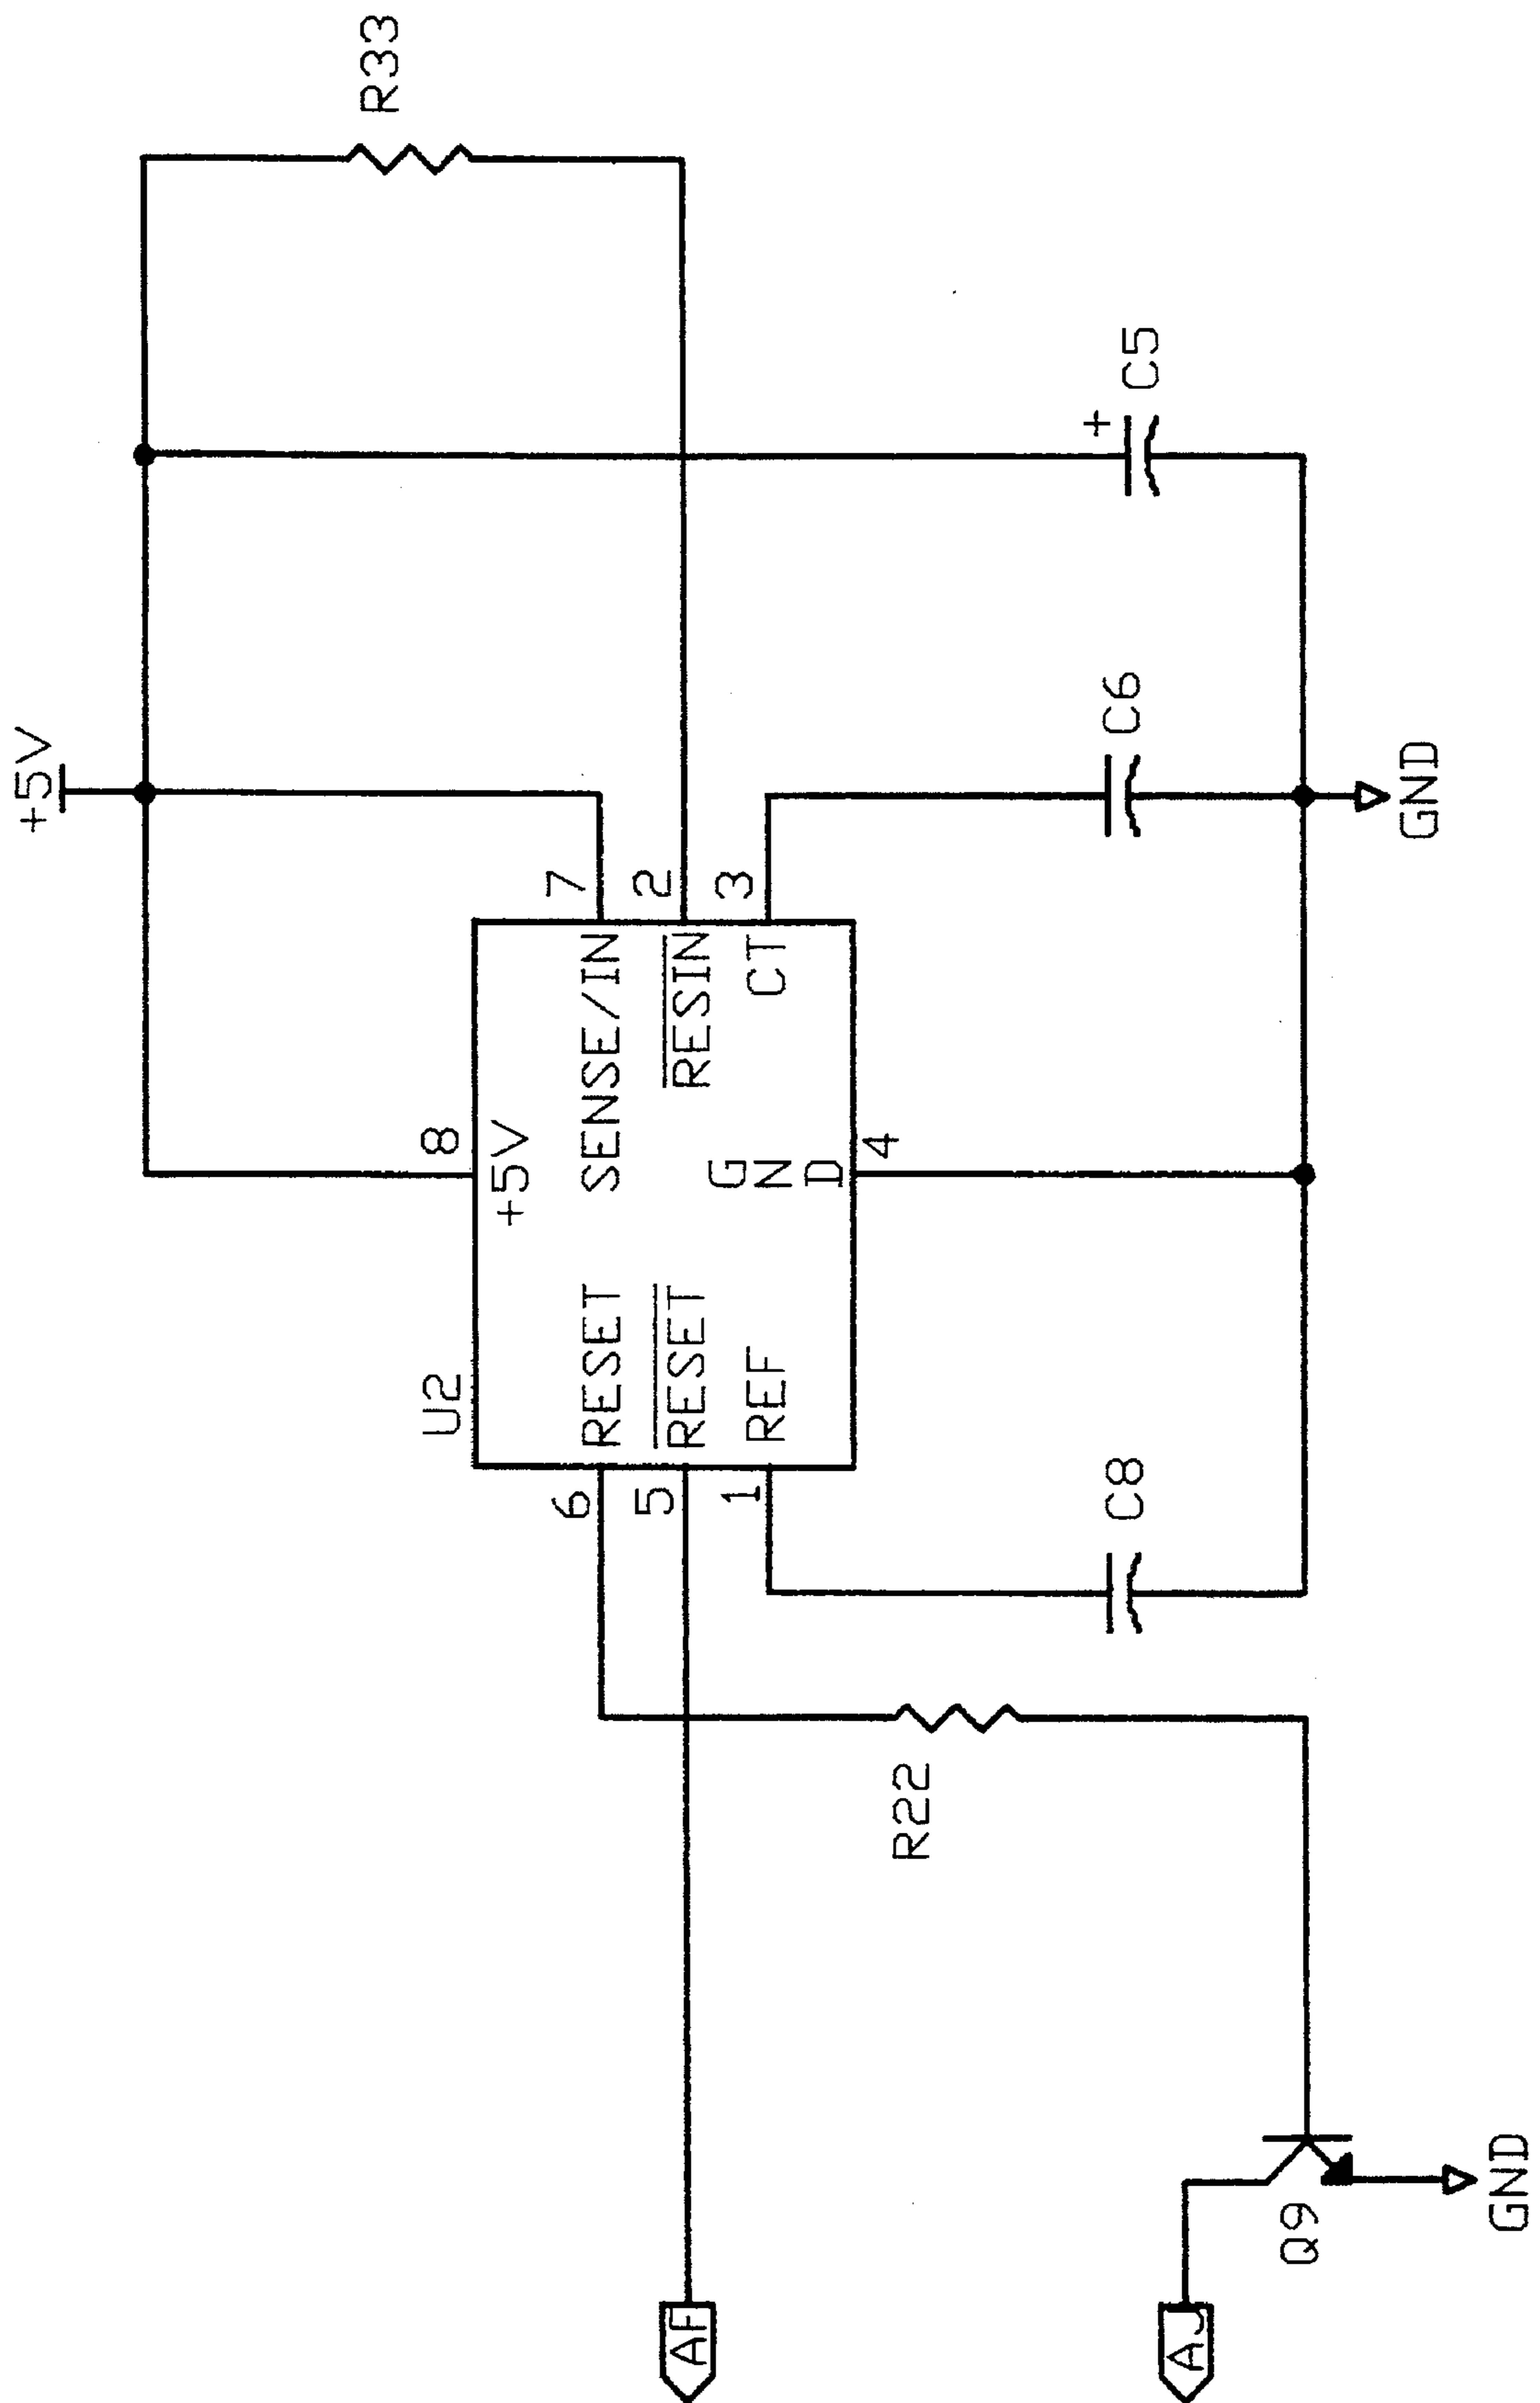 +5V
R33
U2
8
+5V
6
RESET
SENSE/IN
7
5
RESET
RESIN
2
AF
1
REF
GND
CT
3
4
R22
C8
C6
+
C5
AJ
Q9
GND
GND